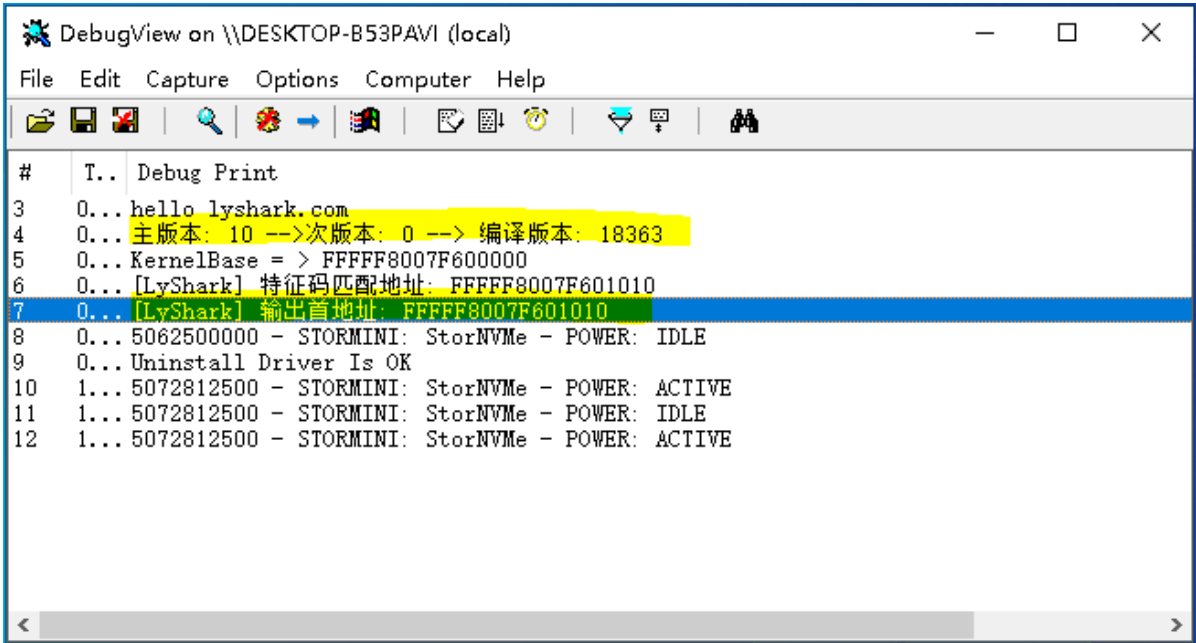 DebugView on \\DESKTOP-B53PAVI (local)
File Edit Capture Options Computer Help
# T.. Debug Print
3 0... hello lyshark.com
4 0... 主版本: 10 -->次版本: 0 --> 编译版本: 18363
5 0... KernelBase = > FFFFF8007F600000
6 0... [LyShark] 特征码匹配地址: FFFFF8007F601010
7 0... [LyShark] 输出首地址: FFFFF8007F601010
8 0... 5062500000 - STORMINI: StorNVMe - POWER: IDLE
9 0... Uninstall Driver Is OK
10 1... 5072812500 - STORMINI: StorNVMe - POWER: ACTIVE
11 1... 5072812500 - STORMINI: StorNVMe - POWER: IDLE
12 1... 5072812500 - STORMINI: StorNVMe - POWER: ACTIVE